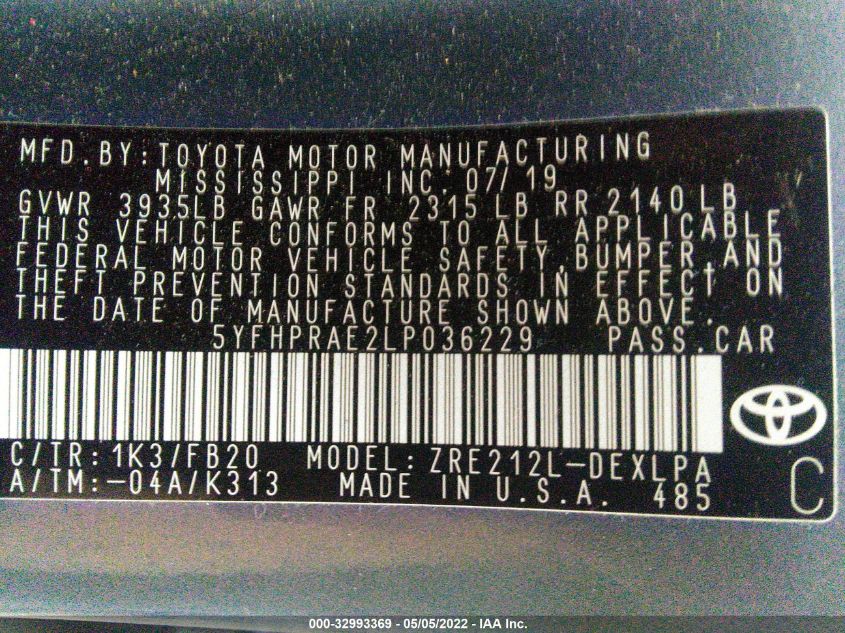 MFD.BY:TOYOTA MOTOR MANUFACTURING
MISSISSIPPI INC. 07/19
GVWR 3935LB GAWR FR 2315 LB RR 2140 LB
THIS VEHICLE CONFORMS TO ALL APPLICABLE
FEDERAL MOTOR VEHICLE SAFETY,BUMPER,AND
THEFT PREVENTION STANDARDS IN EFFECT ON
THE DATE OF MANUFACTURE SHOWN ABOVE.
5YFHPRAE2LP036229 PASS.CAR
C/TR:1K3/FB20 MODEL:ZRE212L-DEXLPA
A/TM:-04A/K313 MADE IN U.S.A. 485
C
000-32993369 - 05/05/2022 - IAA Inc.